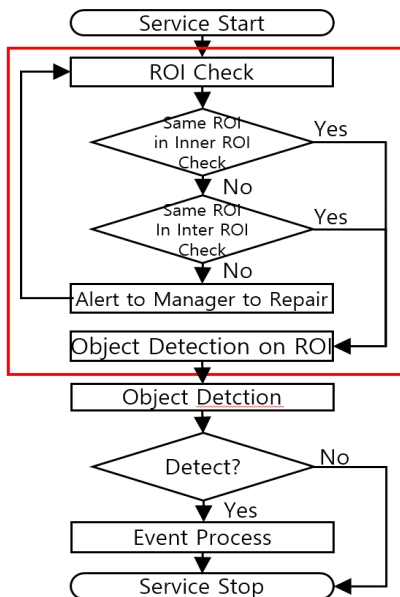 Service Start
ROI Check
Same ROI
in Inner ROI
Check
Yes
No
Same ROI
In Inter ROI
Check
Yes
No
Alert to Manager to Repair
Object Detection on ROI
Object Detction
Detect?
No
Yes
Event Process
Service Stop